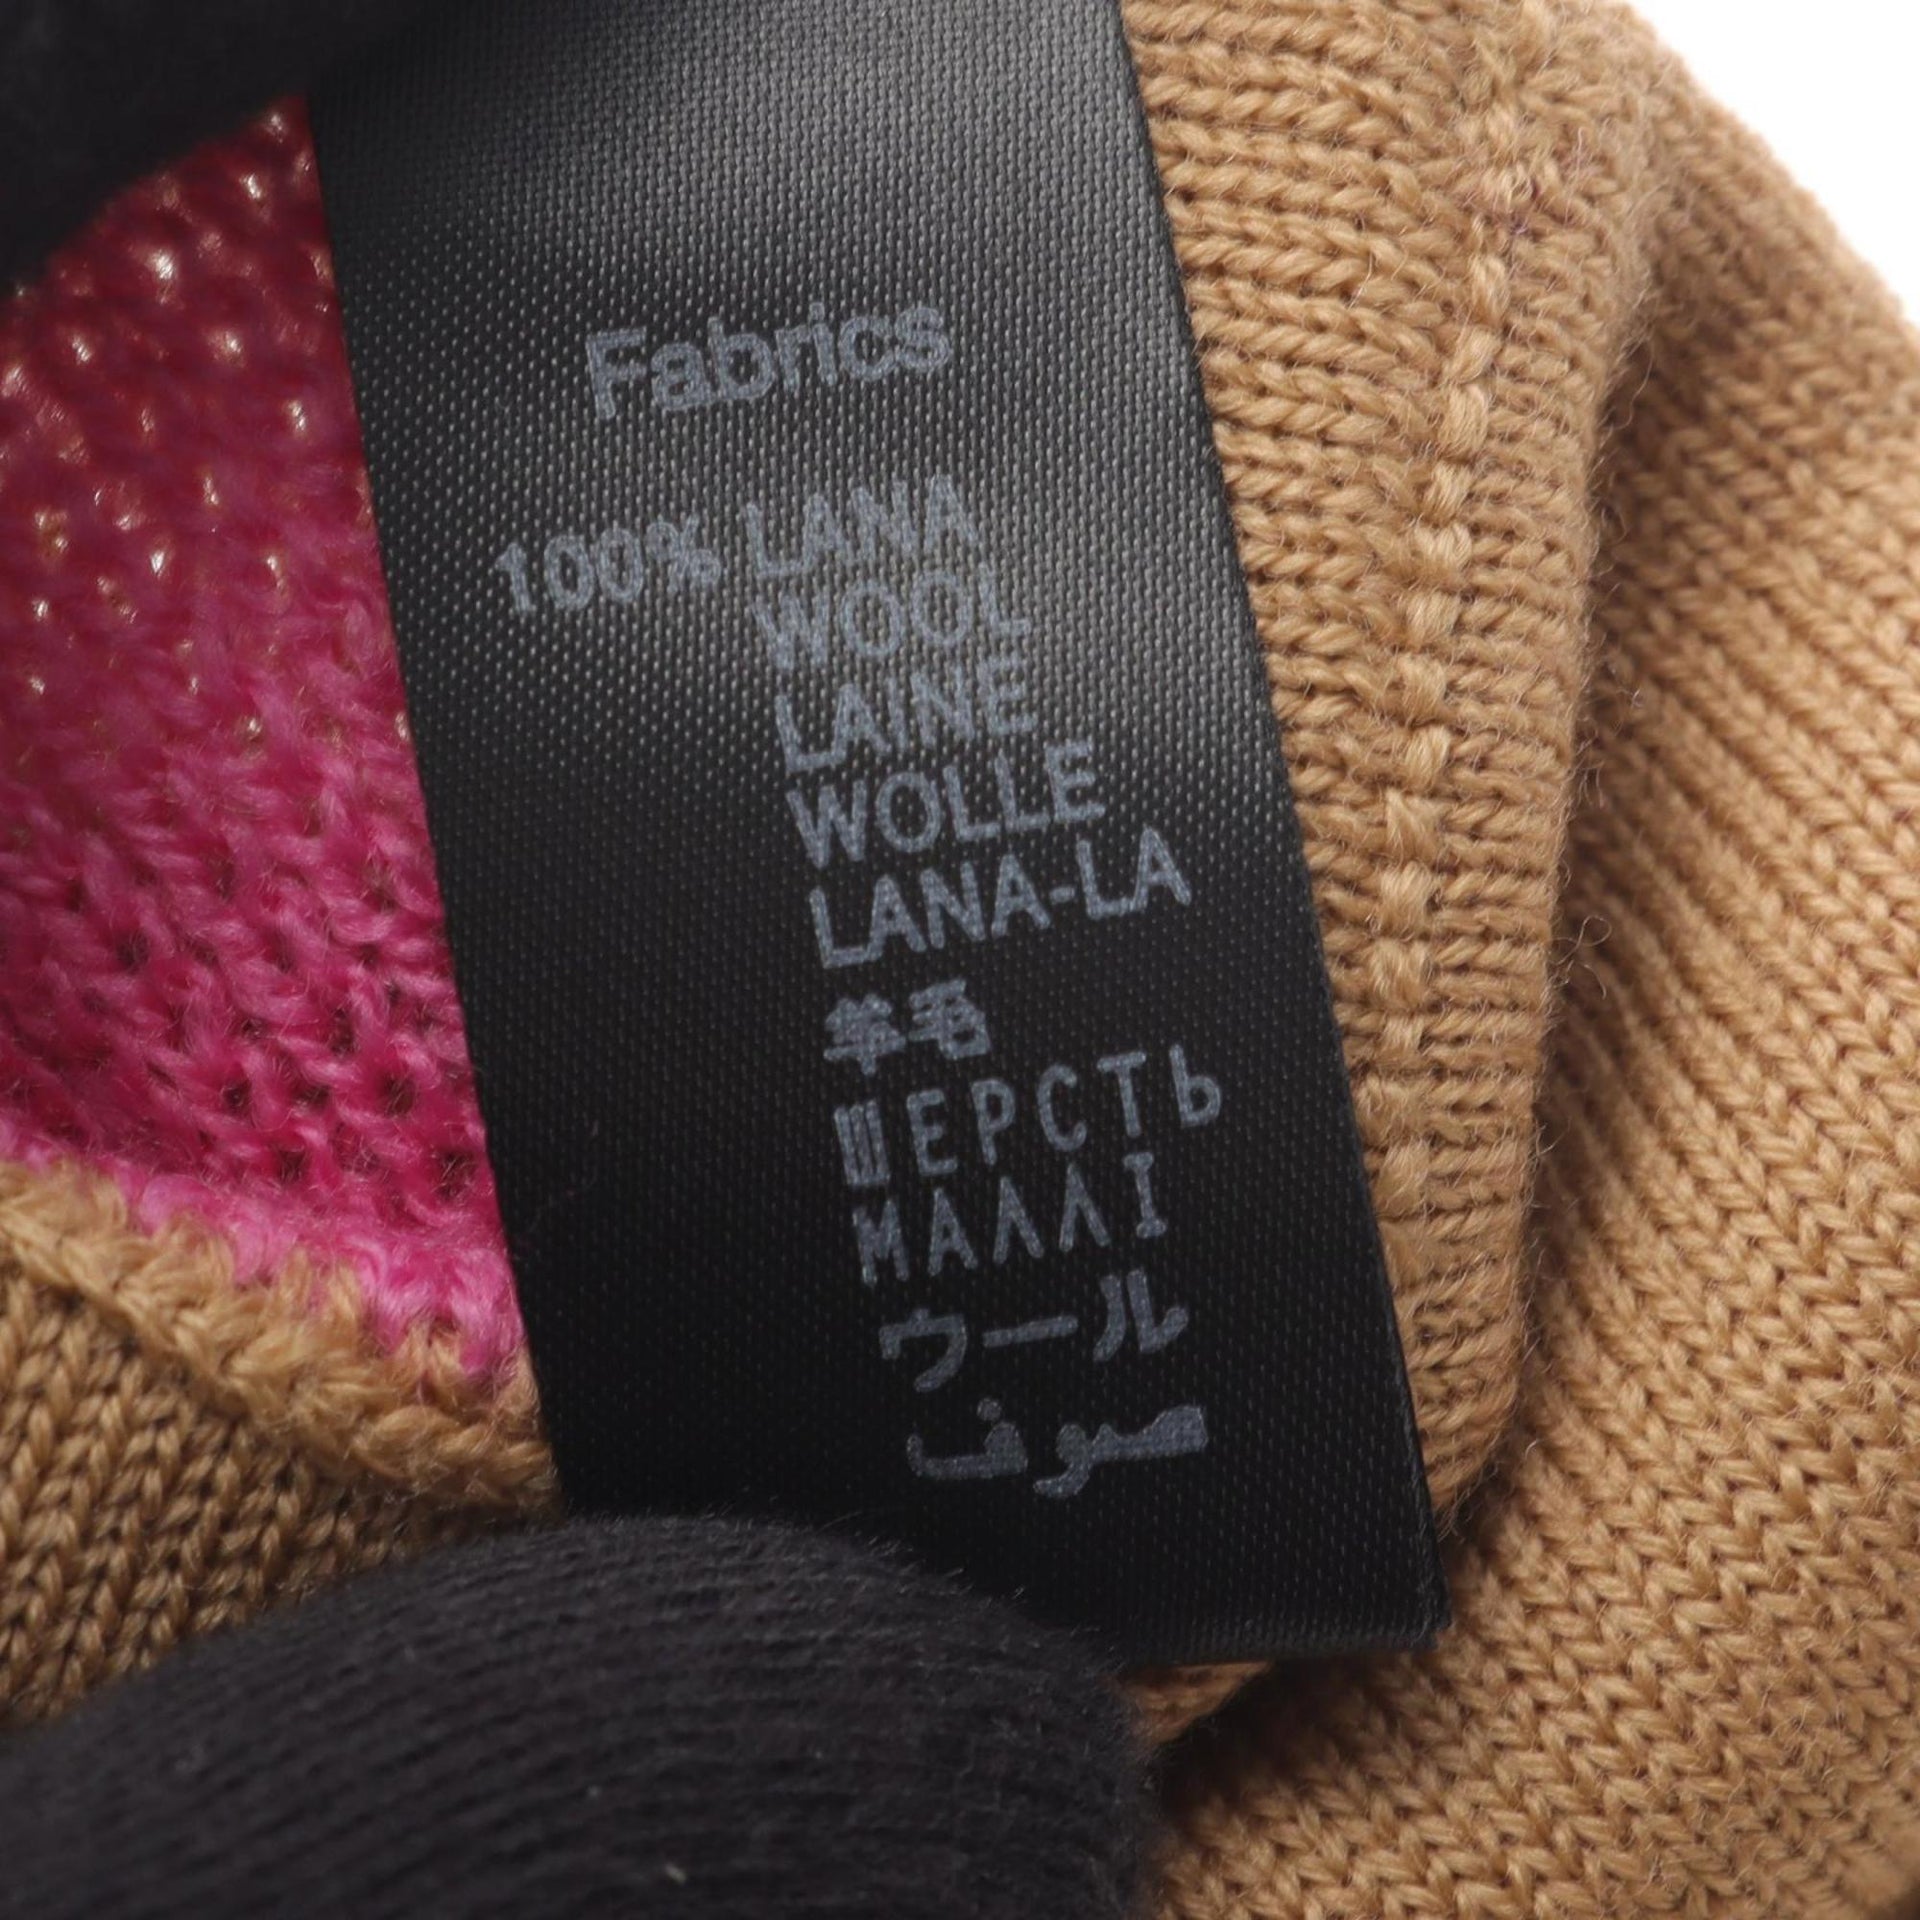 Fabrics
100% LANA
WOOL
LAINE
WOLLE
LANA-LA
羊毛
ШЕРСТЬ
ΜΑΛΛΙ
ウール
صوف